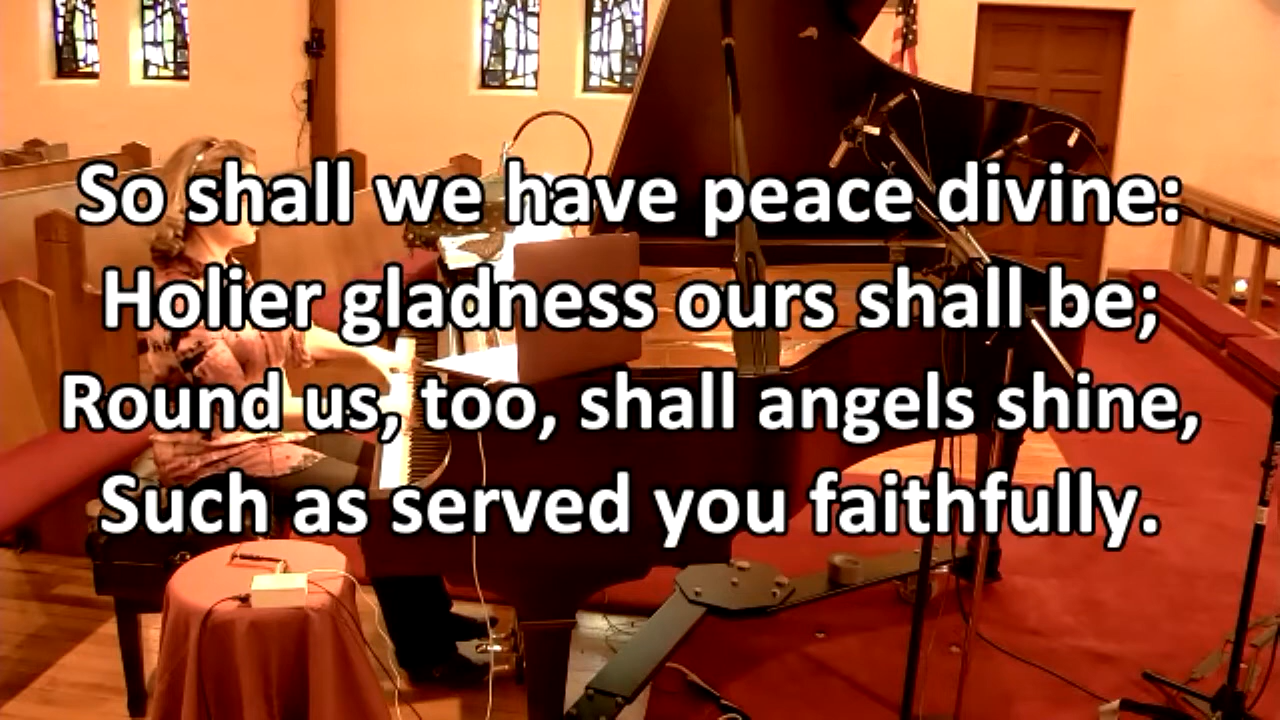 So shall we have peace divine:
Holier gladness ours shall be;
Round us, too, shall angels shine,
Such as served you faithfully.